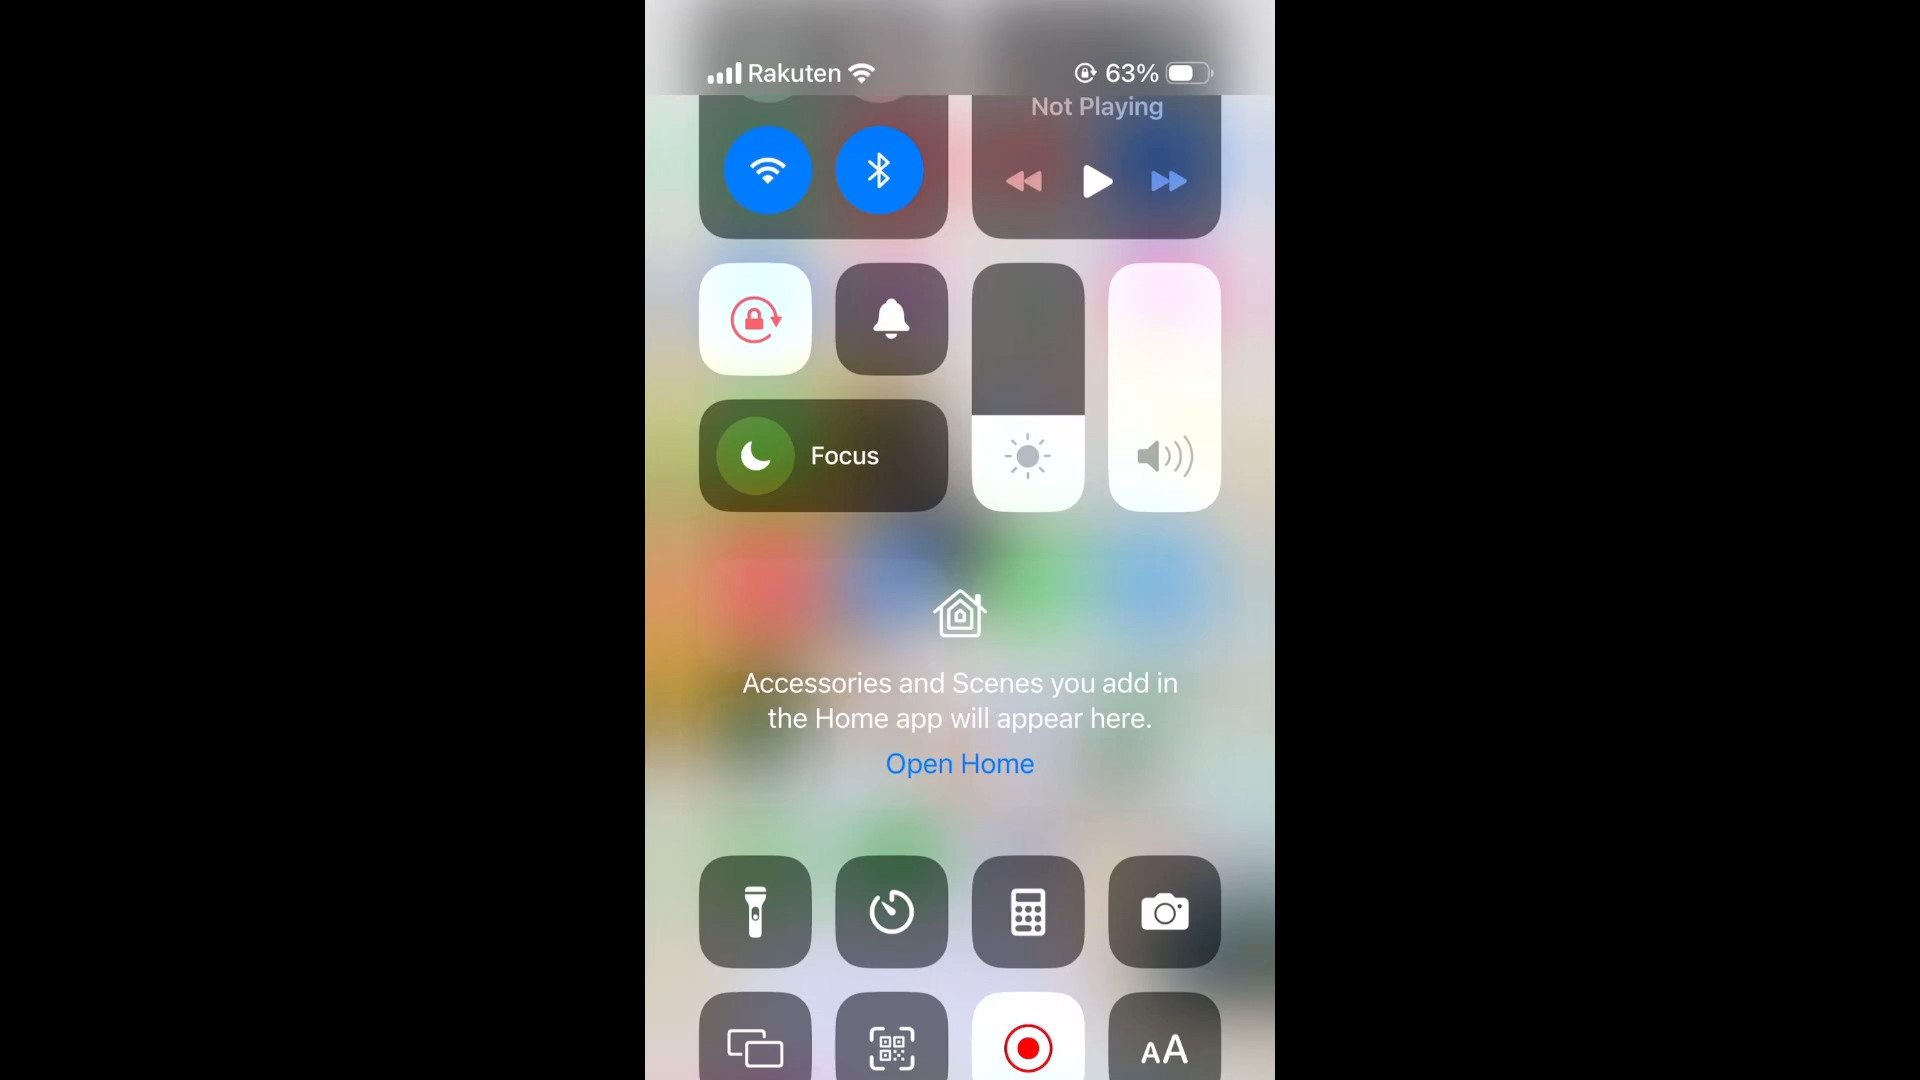 Rakuten 63%
Not Playing
Focus
Accessories and Scenes you add in
the Home app will appear here.
Open Home
AA